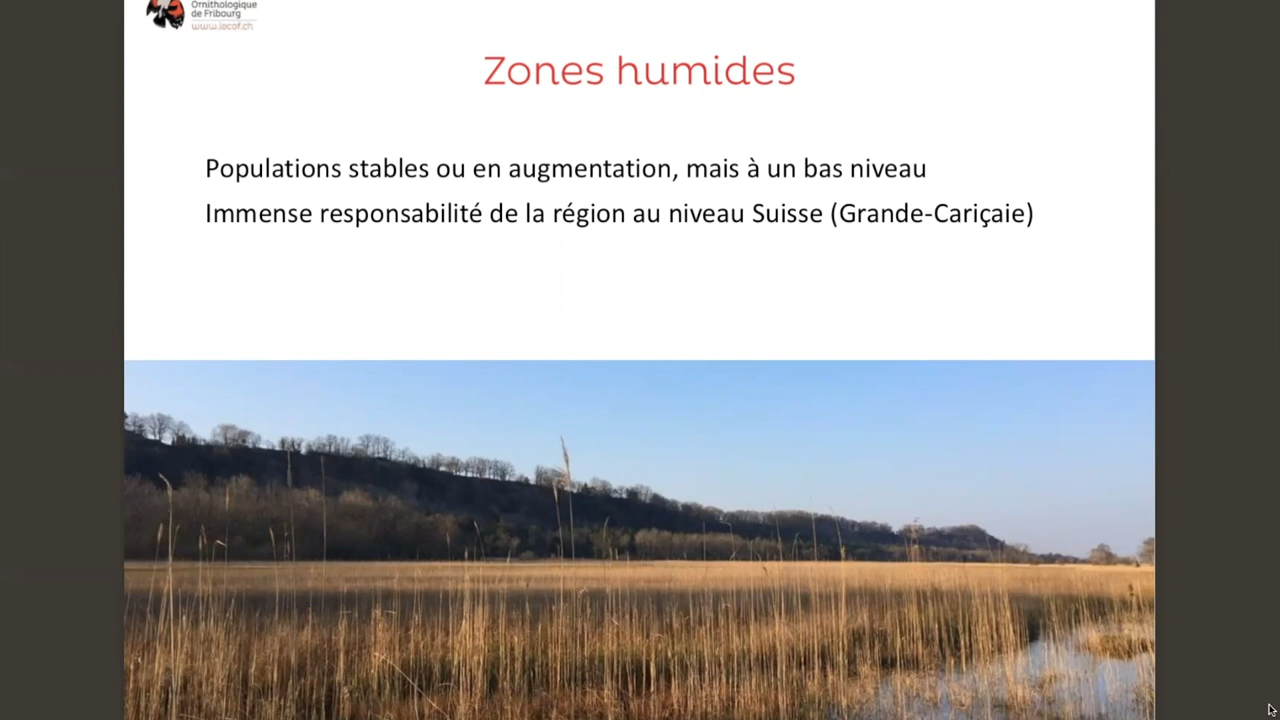 Ornithologique
de Fribourg
www.lecof.ch
Zones humides
Populations stables ou en augmentation, mais à un bas niveau
Immense responsabilité de la région au niveau Suisse (Grande-Cariçaie)